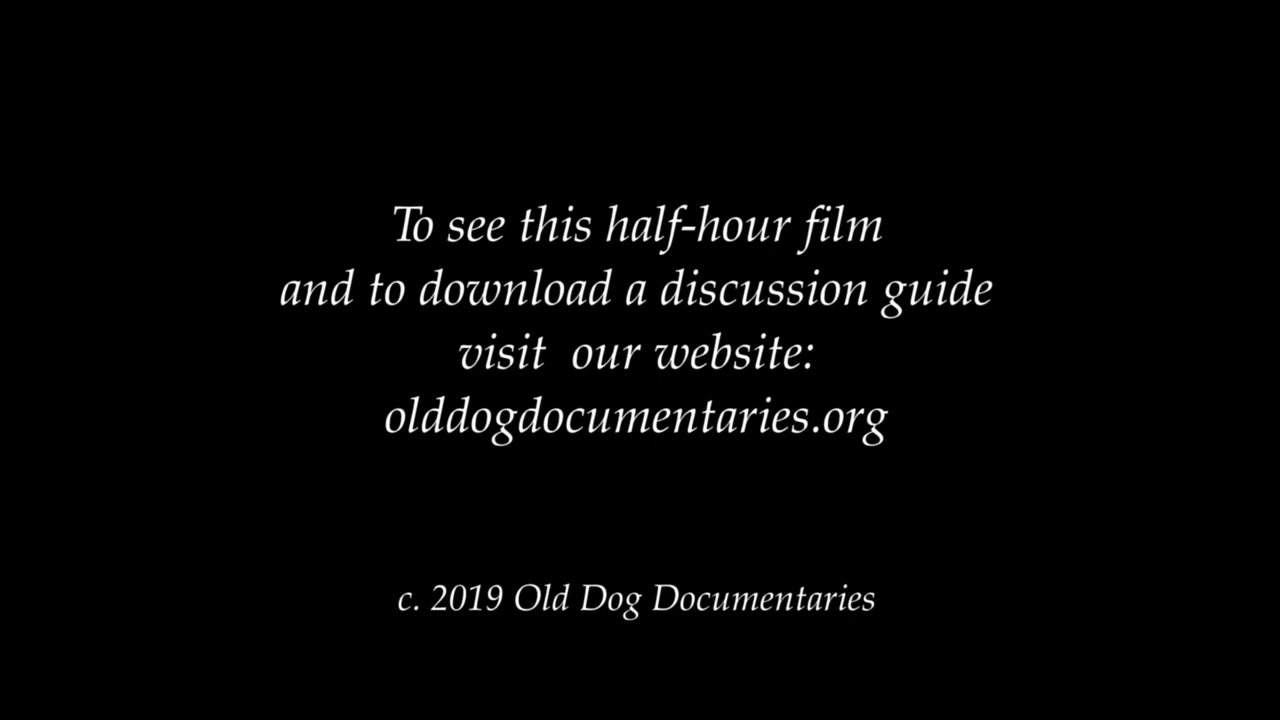 To see this half-hour film
and to download a discussion guide
visit our website:
olddogdocumentaries.org
c. 2019 Old Dog Documentaries